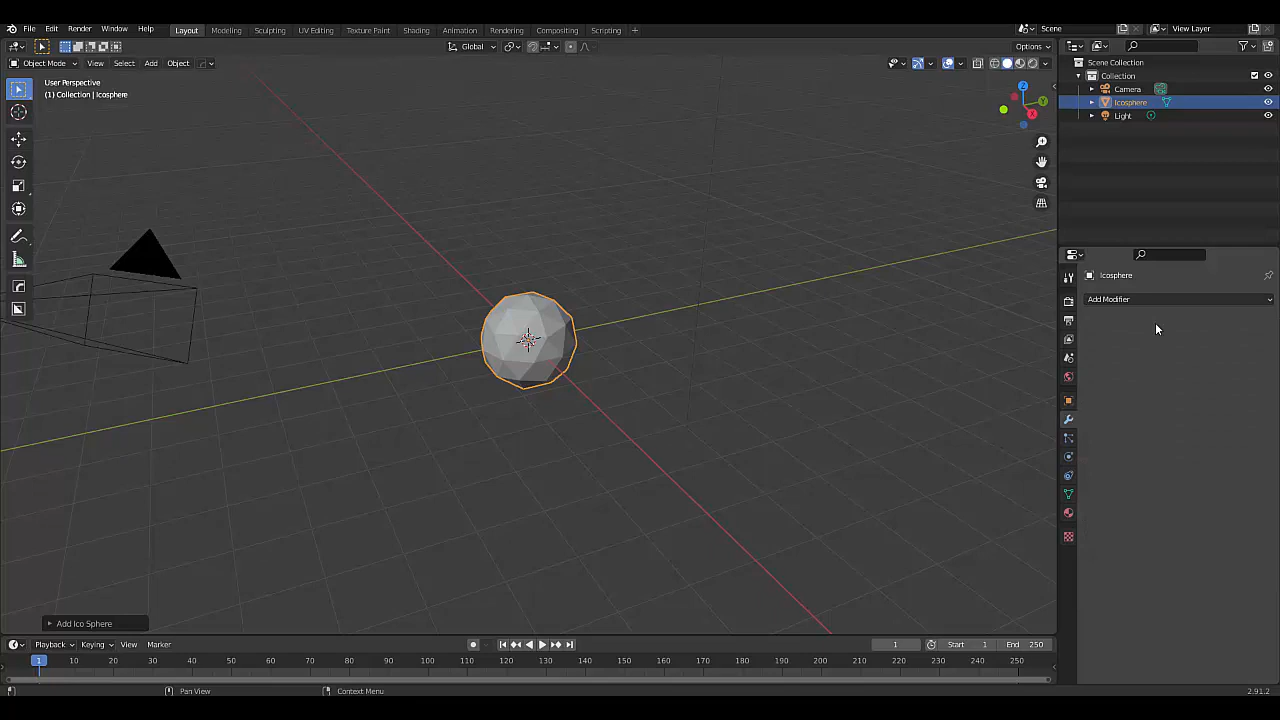 File Edit Render Window Help
Layout Modeling Sculpting UV Editing Texture Paint Shading Animation Rendering Compositing Scripting +
Scene
View Layer
Global
Options
Object Mode View Select Add Object
User Perspective
(1) Collection | Icosphere
Z
Y
X
Scene Collection
Collection
Camera
Icosphere
Light
Icosphere
Add Modifier
Add Ico Sphere
Playback Keying View Marker
1
Start 1
End 250
1 10 20 30 40 50 60 70 80 90 100 110 120 130 140 150 160 170 180 190 200 210 220 230 240 250
Pan View
Context Menu
2.91.2